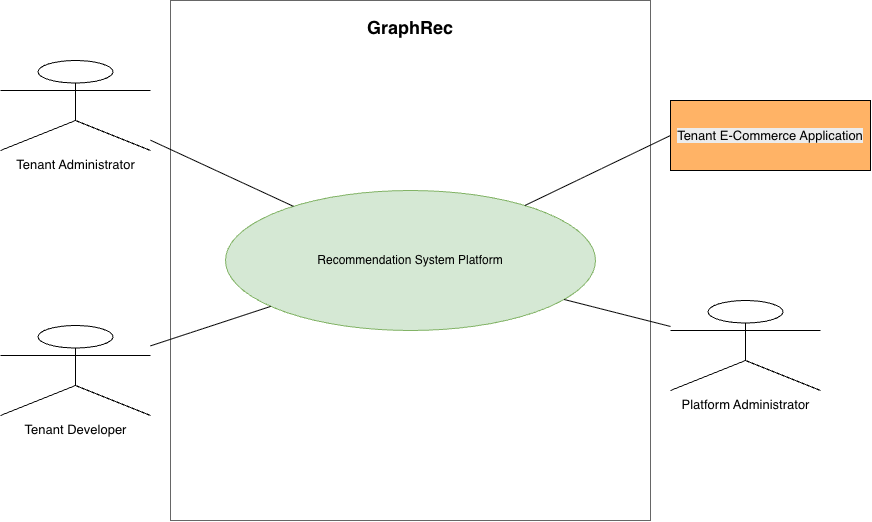 GraphRec
Tenant Administrator
Tenant E-Commerce Application
Recommendation System Platform
Tenant Developer
Platform Administrator